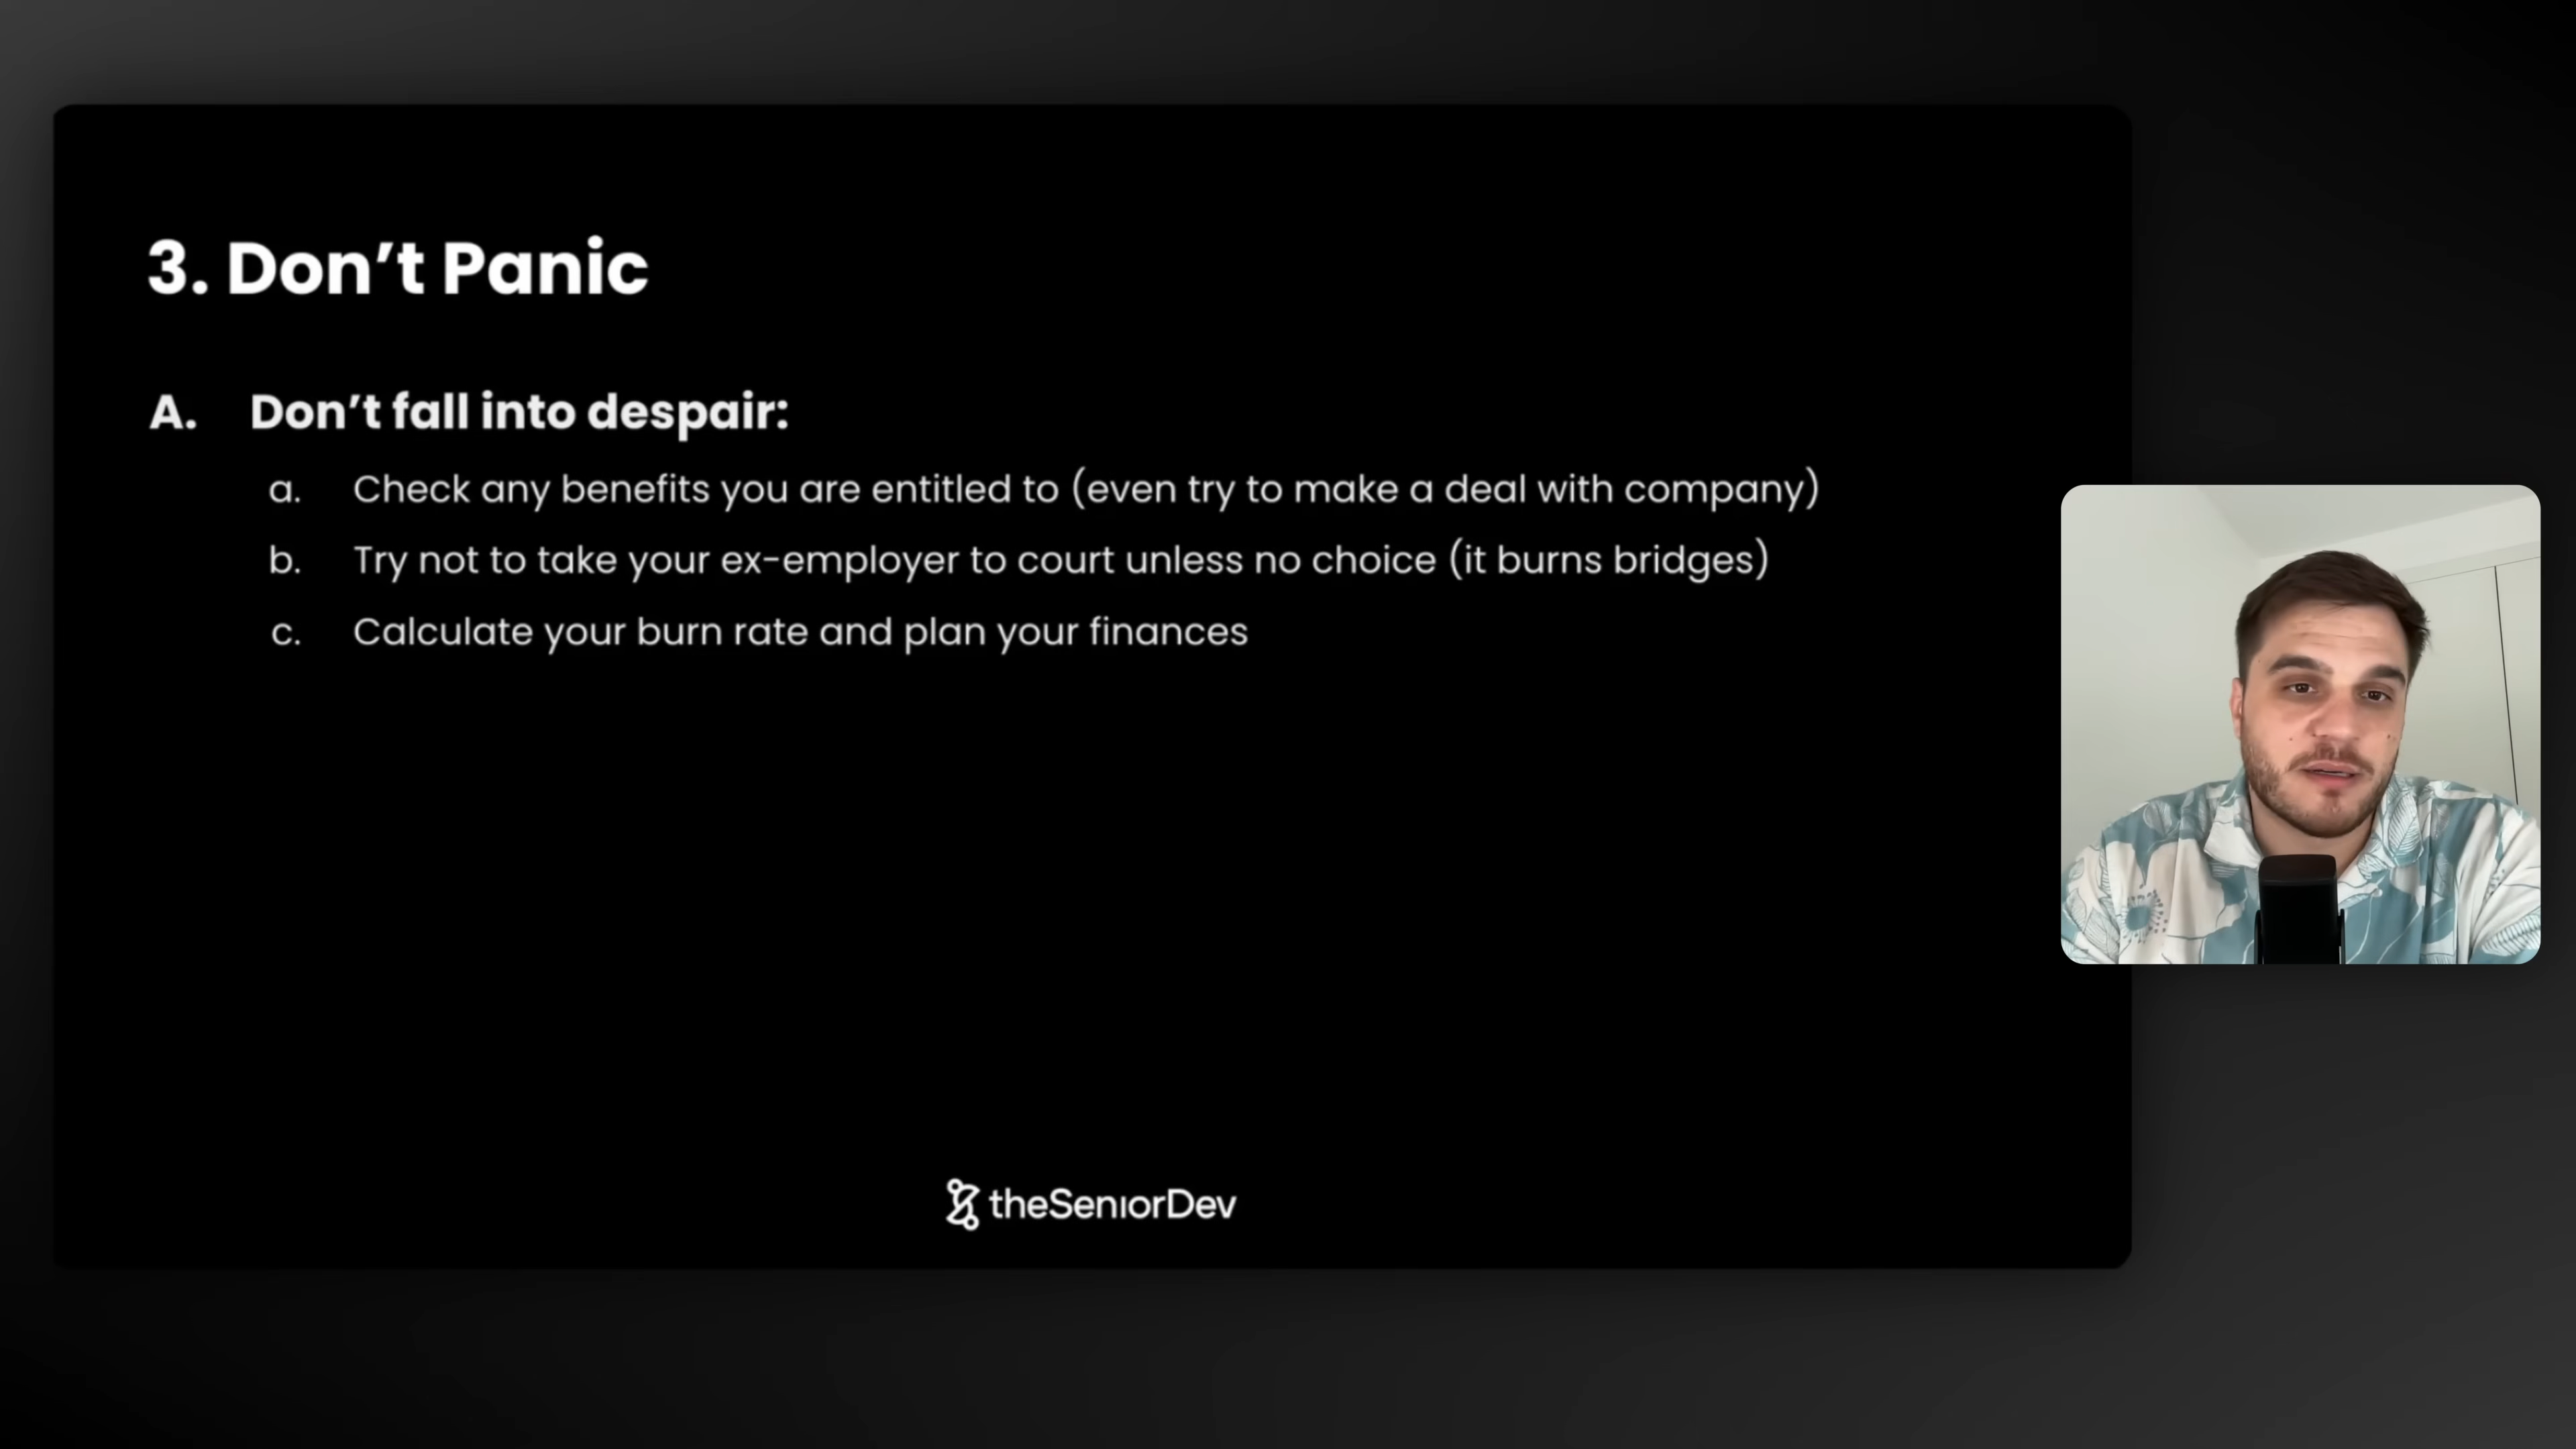 3. Don’t Panic
A. Don’t fall into despair:
a. Check any benefits you are entitled to (even try to make a deal with company)
b. Try not to take your ex-employer to court unless no choice (it burns bridges)
c. Calculate your burn rate and plan your finances
theSeniorDev